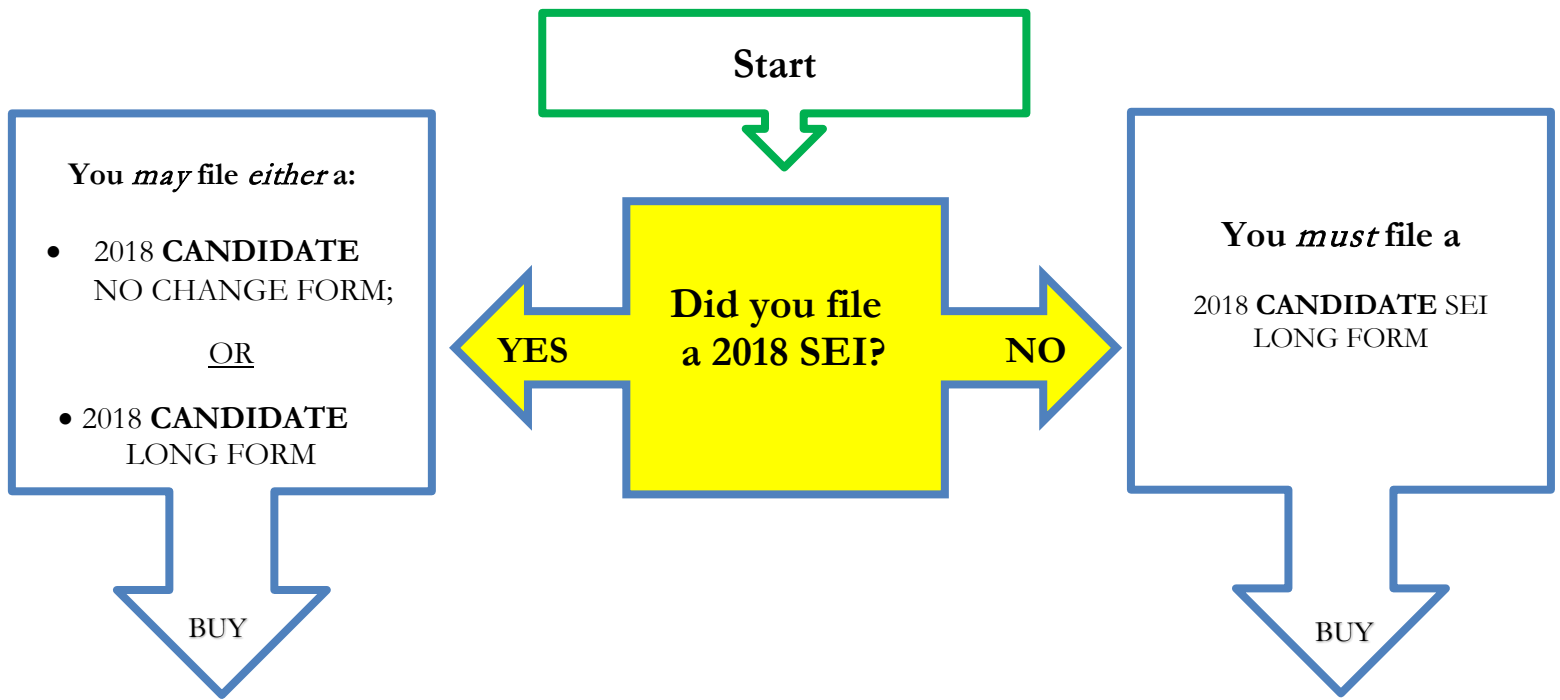 Start
You may file either a:
• 2018 CANDIDATE
NO CHANGE FORM;
OR
• 2018 CANDIDATE
LONG FORM
BUY
YES
Did you file
a 2018 SEI?
NO
You must file a
2018 CANDIDATE SEI
LONG FORM
BUY